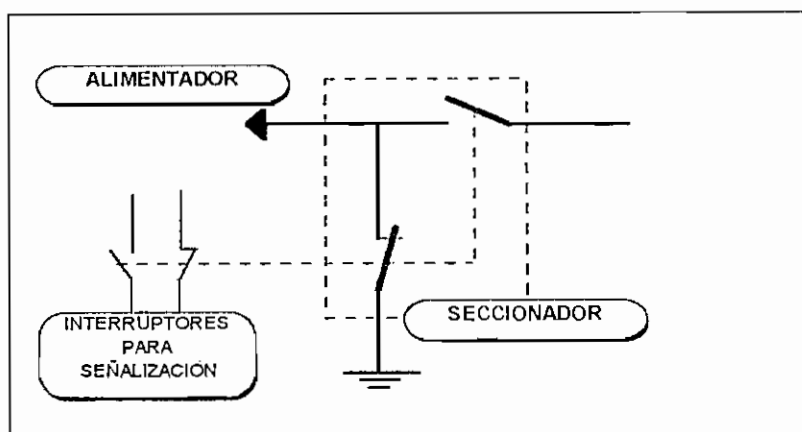 ALIMENTADOR
SECCIONADOR
INTERRUPTORES
PARA
SEÑALIZACIÓN